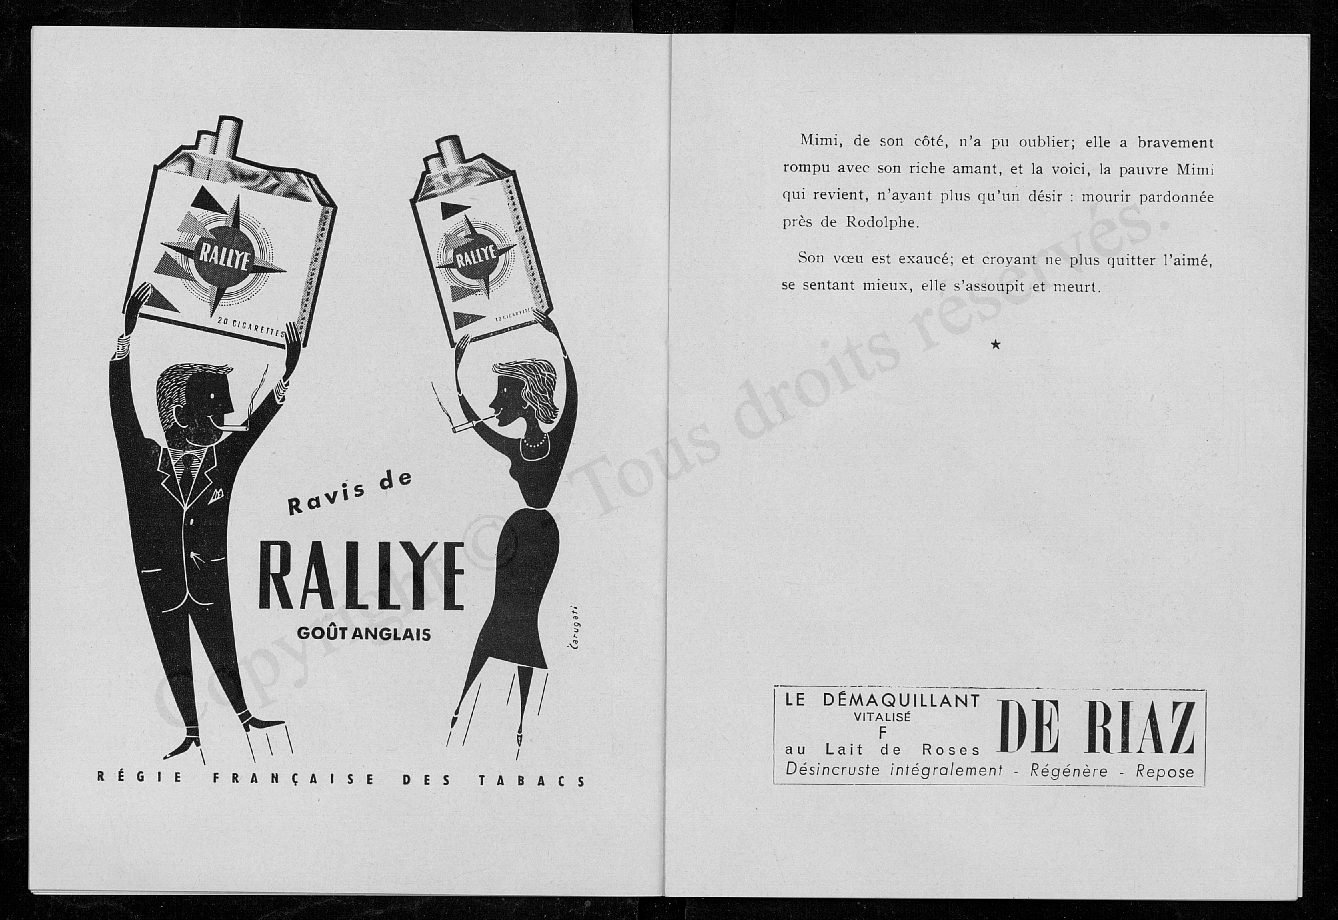 RALLYE
20 CIGARETTES
RALLYE
12 CIGARETTES
Ravis de
RALLYE
GOÛT ANGLAIS
Carugati
RÉGIE FRANÇAISE DES TABACS
Mimi, de son côté, n'a pu oublier; elle a bravement
rompu avec son riche amant, et la voici, la pauvre Mimi
qui revient, n'ayant plus qu'un désir : mourir pardonnée
près de Rodolphe.
Son vœu est exaucé; et croyant ne plus quitter l'aimé,
se sentant mieux, elle s'assoupit et meurt.
LE DÉMAQUILLANT
VITALISÉ
F
au Lait de Roses
DE RIAZ
Désincruste intégralement - Régénère - Repose
Copyright © Tous droits réservés.